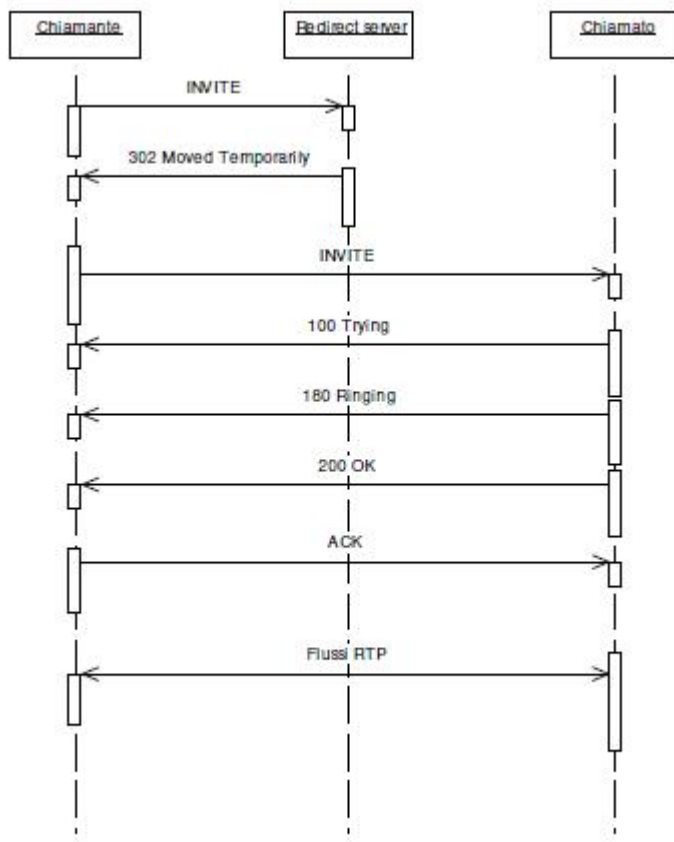 Chiamante
Redirect server
Chiamato
INVITE
302 Moved Temporarily
INVITE
100 Trying
180 Ringing
200 OK
ACK
Flussi RTP